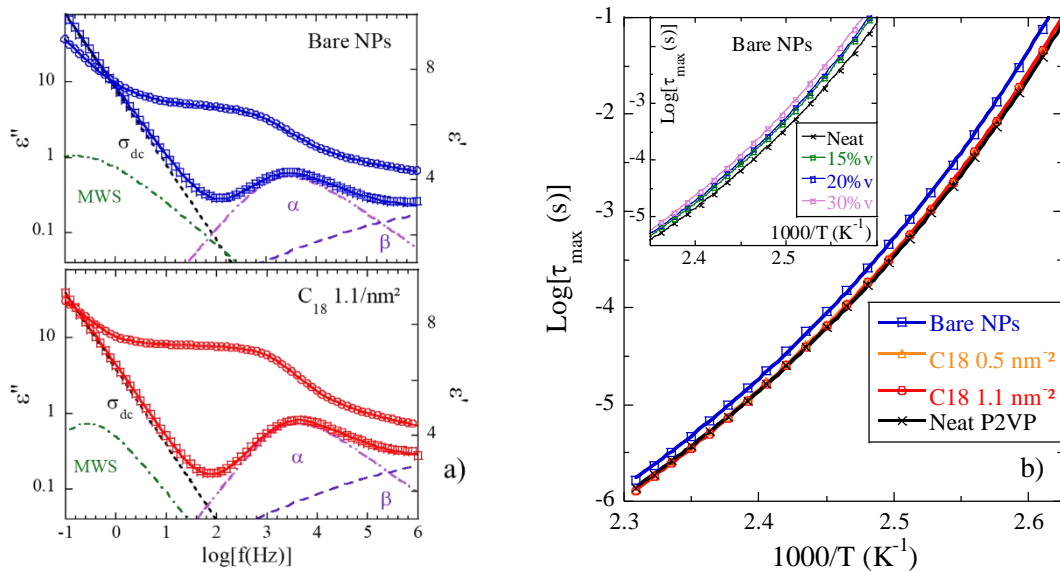 Bare NPs
10
1
0.1
ε''
8
6
4
ε'
σdc
MWS
α
β
C18 1.1/nm²
10
1
0.1
ε''
8
4
ε'
σdc
MWS
α
β
a)
-1 0 1 2 3 4 5 6
log[f(Hz)]
-1
-2
-3
-4
-5
-6
Log[τmax (s)]
2.3 2.4 2.5 2.6
1000/T (K⁻¹)
b)
Bare NPs
C18 0.5 nm⁻²
C18 1.1 nm⁻²
Neat P2VP
Bare NPs
-1
-2
-3
-4
-5
Log[τmax (s)]
Neat
15%v
20%v
30%v
1000/T (K⁻¹)
2.4 2.5